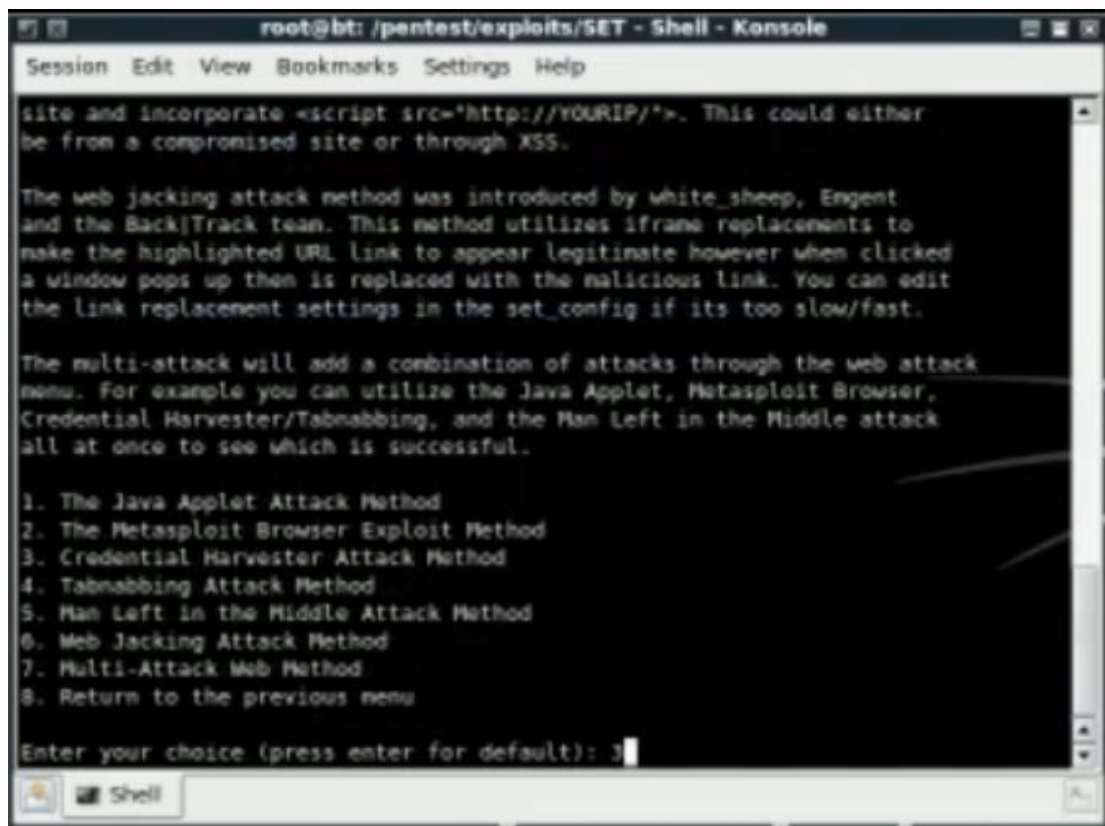 root@bt: /pentest/exploits/SET - Shell - Konsole
Session Edit View Bookmarks Settings Help
site and incorporate <script src="http://YOURIP/">. This could either
be from a compromised site or through XSS.
The web jacking attack method was introduced by white_sheep, Emgent
and the Back|Track team. This method utilizes iframe replacements to
make the highlighted URL link to appear legitimate however when clicked
a window pops up then is replaced with the malicious link. You can edit
the link replacement settings in the set_config if its too slow/fast.
The multi-attack will add a combination of attacks through the web attack
menu. For example you can utilize the Java Applet, Metasploit Browser,
Credential Harvester/Tabnabbing, and the Man Left in the Middle attack
all at once to see which is successful.
1. The Java Applet Attack Method
2. The Metasploit Browser Exploit Method
3. Credential Harvester Attack Method
4. Tabnabbing Attack Method
5. Man Left in the Middle Attack Method
6. Web Jacking Attack Method
7. Multi-Attack Web Method
8. Return to the previous menu
Enter your choice (press enter for default): 3
Shell